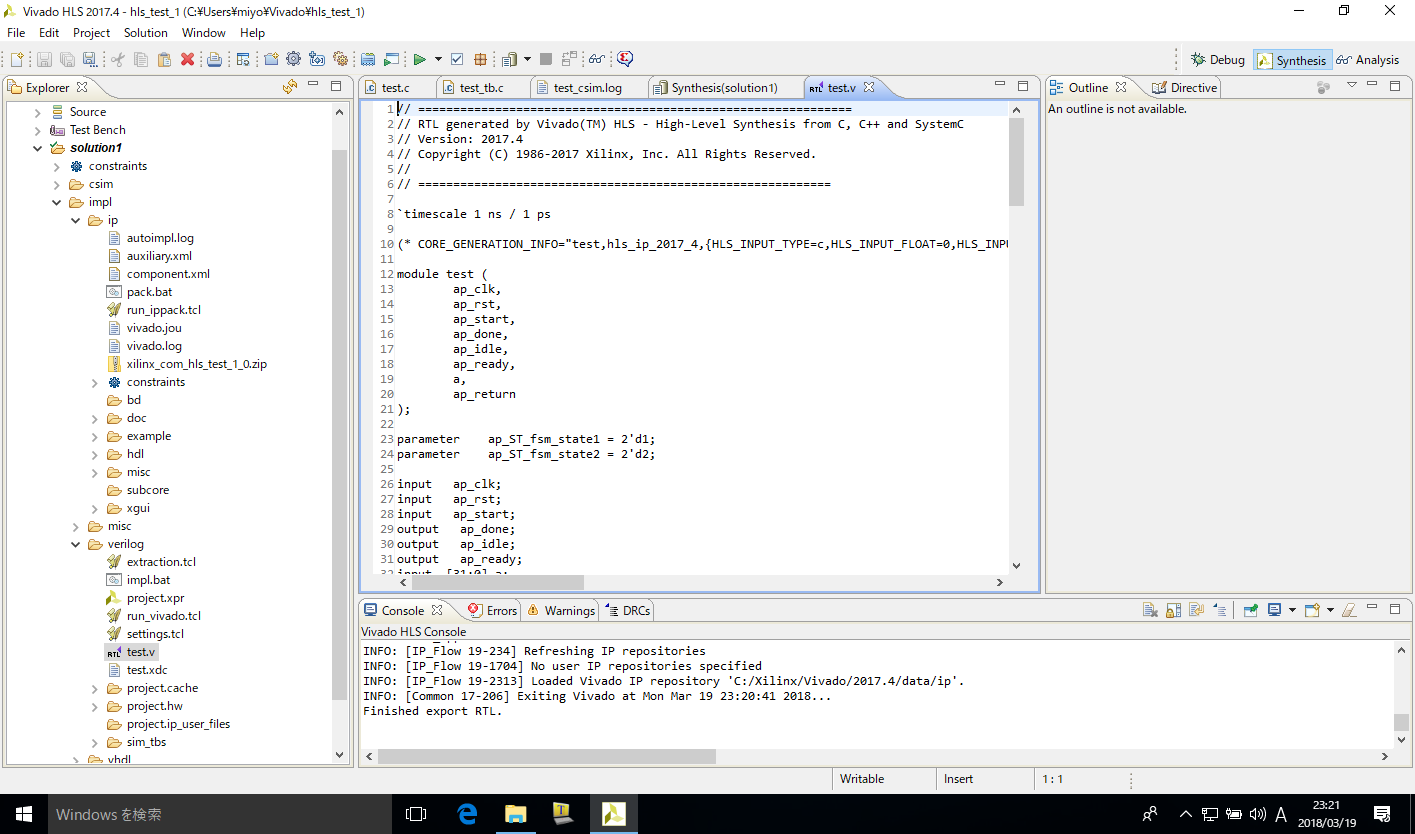 Vivado HLS 2017.4 - hls_test_1 (C:¥Users¥miyo¥Vivado¥hls_test_1)
File Edit Project Solution Window Help
Debug Synthesis Analysis
Explorer
Source
Test Bench
solution1
constraints
csim
impl
ip
autoimpl.log
auxiliary.xml
component.xml
pack.bat
run_ippack.tcl
vivado.jou
vivado.log
xilinx_com_hls_test_1_0.zip
constraints
bd
doc
example
hdl
misc
subcore
xgui
misc
verilog
extraction.tcl
impl.bat
project.xpr
run_vivado.tcl
settings.tcl
RTL test.v
test.xdc
project.cache
project.hw
project.ip_user_files
sim_tbs
vhdl
test.c test_tb.c test_csim.log Synthesis(solution1) RTL test.v
1 // ==============================================================
2 // RTL generated by Vivado(TM) HLS - High-Level Synthesis from C, C++ and SystemC
3 // Version: 2017.4
4 // Copyright (C) 1986-2017 Xilinx, Inc. All Rights Reserved.
5 //
6 // ===========================================================
7
8 `timescale 1 ns / 1 ps
9
10 (* CORE_GENERATION_INFO="test,hls_ip_2017_4,{HLS_INPUT_TYPE=c,HLS_INPUT_FLOAT=0,HLS_INPU
11
12 module test (
13 ap_clk,
14 ap_rst,
15 ap_start,
16 ap_done,
17 ap_idle,
18 ap_ready,
19 a,
20 ap_return
21 );
22
23 parameter    ap_ST_fsm_state1 = 2'd1;
24 parameter    ap_ST_fsm_state2 = 2'd2;
25
26 input   ap_clk;
27 input   ap_rst;
28 input   ap_start;
29 output   ap_done;
30 output   ap_idle;
31 output   ap_ready;
32 input  [31:0] a;
Outline Directive
An outline is not available.
Console Errors Warnings DRCs
Vivado HLS Console
INFO: [IP_Flow 19-234] Refreshing IP repositories
INFO: [IP_Flow 19-1704] No user IP repositories specified
INFO: [IP_Flow 19-2313] Loaded Vivado IP repository 'C:/Xilinx/Vivado/2017.4/data/ip'.
INFO: [Common 17-206] Exiting Vivado at Mon Mar 19 23:20:41 2018...
Finished export RTL.
Writable Insert 1 : 1
Windows を検索
A
23:21
2018/03/19